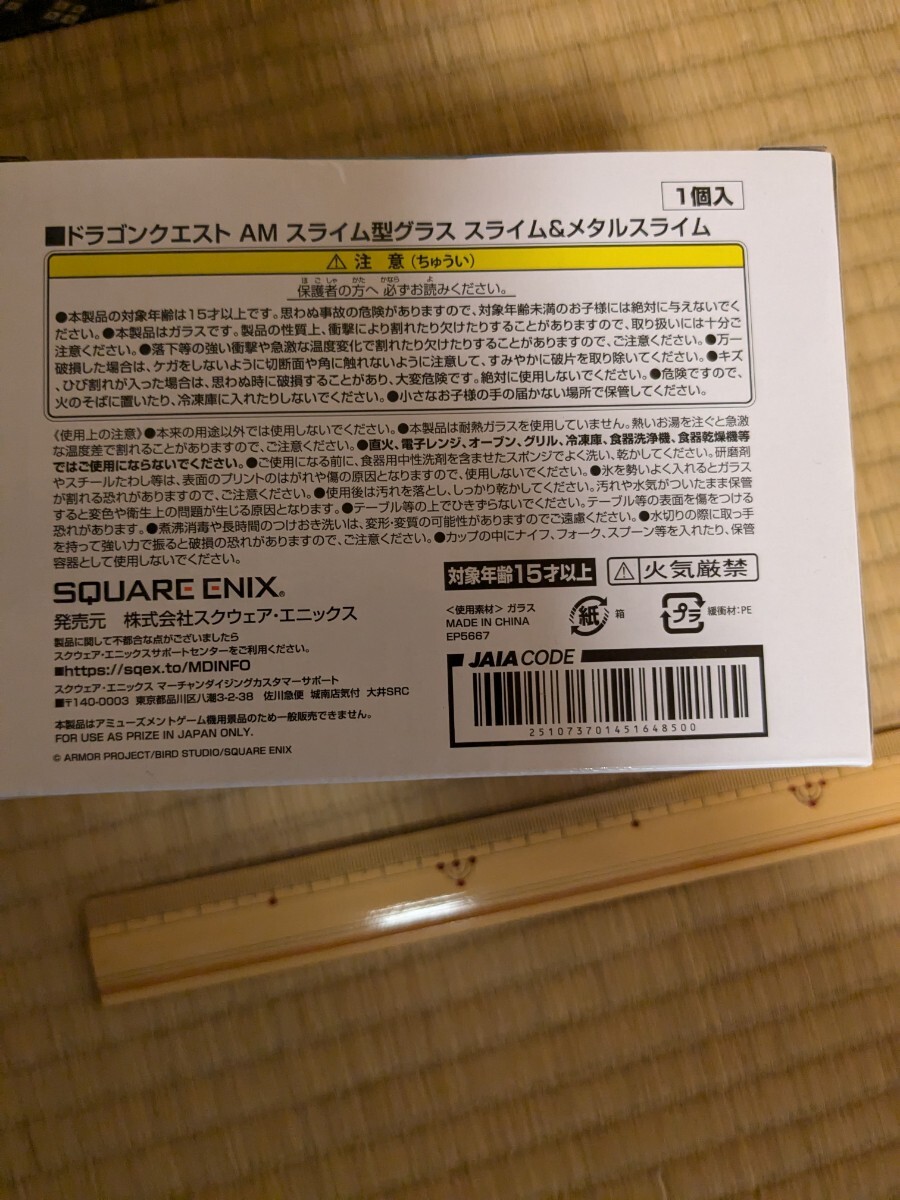 1個入
■ドラゴンクエスト AM スライム型グラス スライム&メタルスライム
⚠ 注 意 (ちゅうい)
保護者の方へ 必ずお読みください。
●本製品の対象年齢は15才以上です。思わぬ事故の危険がありますので、対象年齢未満のお子様には絶対に与えないでく
ださい。●本製品はガラスです。製品の性質上、衝撃により割れたり欠けたりすることがありますので、取り扱いには十分ご
注意ください。●落下等の強い衝撃や急激な温度変化で割れたり欠けたりすることがありますので、ご注意ください。●万一
破損した場合は、ケガをしないように切断面や角に触れないように注意して、すみやかに破片を取り除いてください。●キズ、
ひび割れが入った場合は、思わぬ時に破損することがあり、大変危険です。絶対に使用しないでください。●危険ですので、
火のそばに置いたり、冷凍庫に入れたりしないでください。●小さなお子様の手の届かない場所で保管してください。
《使用上の注意》●本来の用途以外では使用しないでください。●本製品は耐熱ガラスを使用していません。熱いお湯を注ぐと急激
な温度差で割れることがありますので、ご注意ください。●直火、電子レンジ、オーブン、グリル、冷凍庫、食器洗浄機、食器乾燥機等
ではご使用にならないでください。●ご使用になる前に、食器用中性洗剤を含ませたスポンジでよく洗い、乾かしてください。研磨剤
やスチールたわし等は、表面のプリントのはがれや傷の原因となりますので、使用しないでください。●氷を勢いよく入れるとガラス
が割れる恐れがありますので、ご注意ください。●使用後は汚れを落とし、しっかり乾かしてください。汚れや水気がついたまま保管
すると変色や衛生上の問題が生じる原因となります。●テーブル等の上でひきずらないでください。テーブル等の表面を傷をつける
恐れがあります。●煮沸消毒や長時間のつけおき洗いは、変形・変質の可能性がありますのでご遠慮ください。●水切りの際に取っ手
を持って強い力で振ると破損の恐れがありますので、ご注意ください。●カップの中にナイフ、フォーク、スプーン等を入れたり、保管
容器として使用しないでください。
SQUARE ENIX.
発売元 株式会社スクウェア・エニックス
製品に関して不都合な点がございましたら
スクウェア・エニックスサポートセンターをご利用ください。
■https://sqex.to/MDINFO
スクウェア・エニックス マーチャンダイジングカスタマーサポート
■〒140-0003 東京都品川区八潮3-2-38 佐川急便 城南店気付 大井SRC
本製品はアミューズメントゲーム機用景品のため一般販売できません。
FOR USE AS PRIZE IN JAPAN ONLY.
© ARMOR PROJECT/BIRD STUDIO/SQUARE ENIX
対象年齢15才以上
⚠火気厳禁
<使用素材> ガラス
MADE IN CHINA
EP5667
紙 箱
プラ 緩衝材:PE
JAIA CODE
251073701451648500